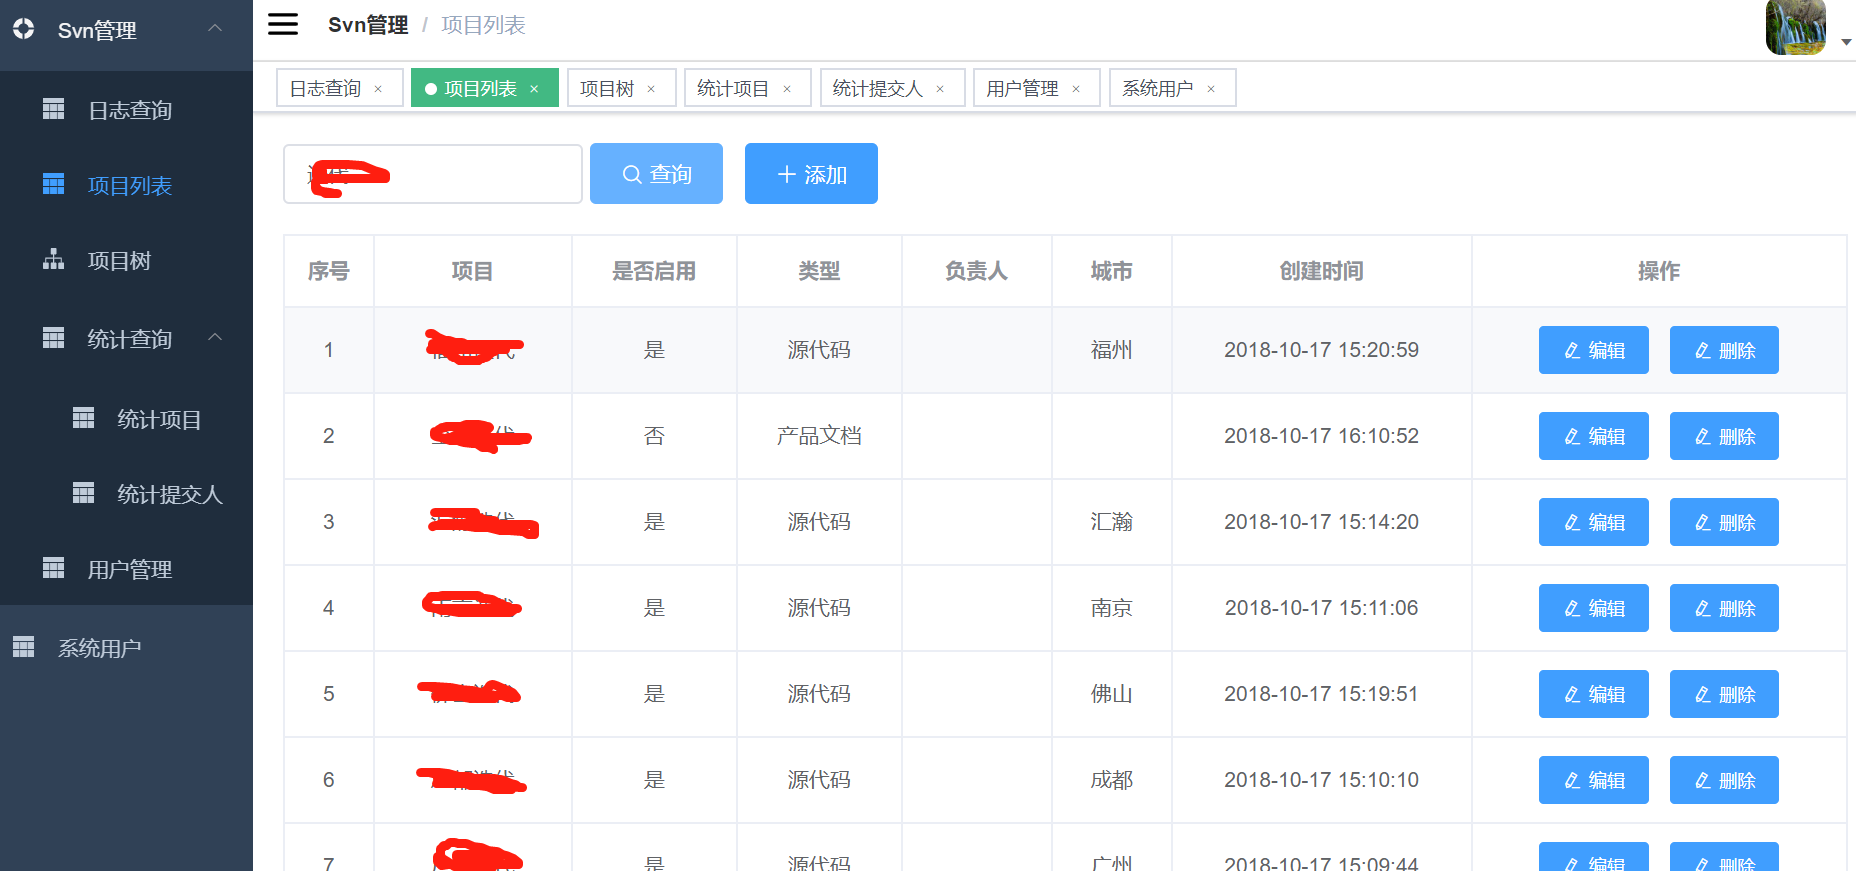 Svn管理
日志查询
项目列表
项目树
统计查询
统计项目
统计提交人
用户管理
系统用户
Svn管理 / 项目列表
日志查询 × 项目列表 × 项目树 × 统计项目 × 统计提交人 × 用户管理 × 系统用户 ×
查询 添加
序号 项目 是否启用 类型 负责人 城市 创建时间 操作
1 是 源代码 福州 2018-10-17 15:20:59 编辑 删除
2 否 产品文档 2018-10-17 16:10:52 编辑 删除
3 是 源代码 汇瀚 2018-10-17 15:14:20 编辑 删除
4 是 源代码 南京 2018-10-17 15:11:06 编辑 删除
5 是 源代码 佛山 2018-10-17 15:19:51 编辑 删除
6 是 源代码 成都 2018-10-17 15:10:10 编辑 删除
7 是 源代码 广州 2018-10-17 15:09:44 编辑 删除